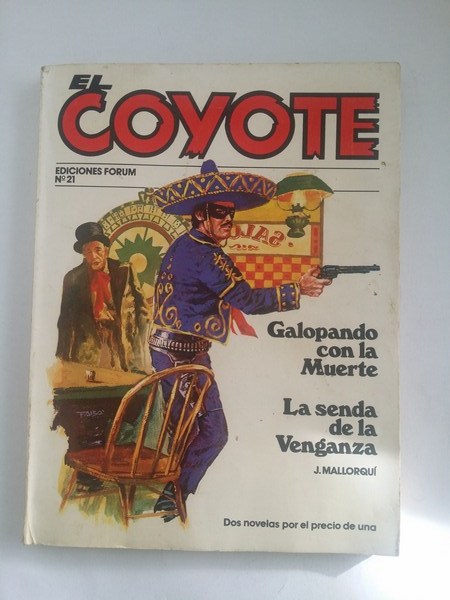 EL
COYOTE
EDICIONES FORUM
Nº 21
SALO
Galopando
con la
Muerte
La senda
de la
Venganza
J. MALLORQUÍ
Dos novelas por el precio de una